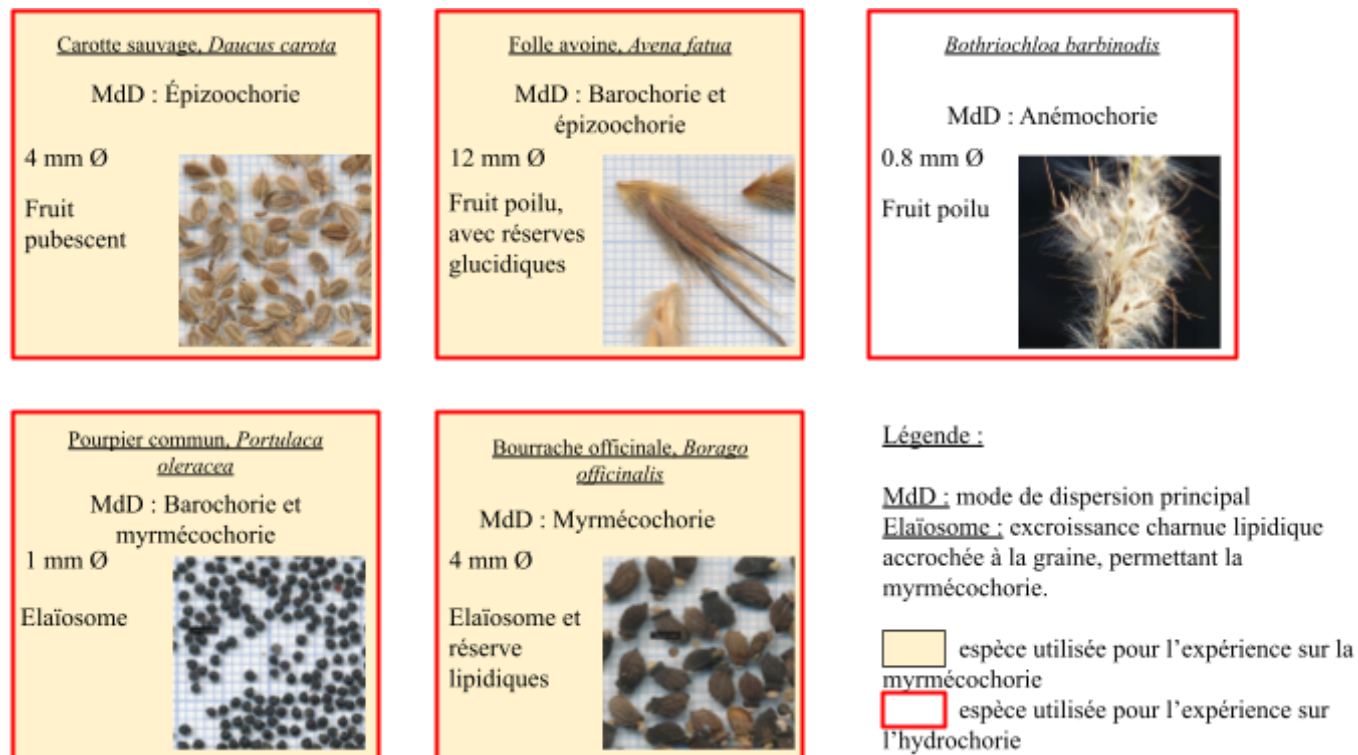 Carotte sauvage, Daucus carota
MdD : Épizoochorie
4 mm Ø
Fruit
pubescent
Folle avoine, Avena fatua
MdD : Barochorie et
épizoochorie
12 mm Ø
Fruit poilu,
avec réserves
glucidiques
Bothriochloa barbinodis
MdD : Anémochorie
0.8 mm Ø
Fruit poilu
Pourpier commun, Portulaca
oleracea
MdD : Barochorie et
myrmécochorie
1 mm Ø
Elaïosome
Bourrache officinale, Borago
officinalis
MdD : Myrmécochorie
4 mm Ø
Elaïosome et
réserve
lipidiques
Légende :
MdD : mode de dispersion principal
Elaïosome : excroissance charnue lipidique
accrochée à la graine, permettant la
myrmécochorie.
espèce utilisée pour l’expérience sur la
myrmécochorie
espèce utilisée pour l’expérience sur
l’hydrochorie